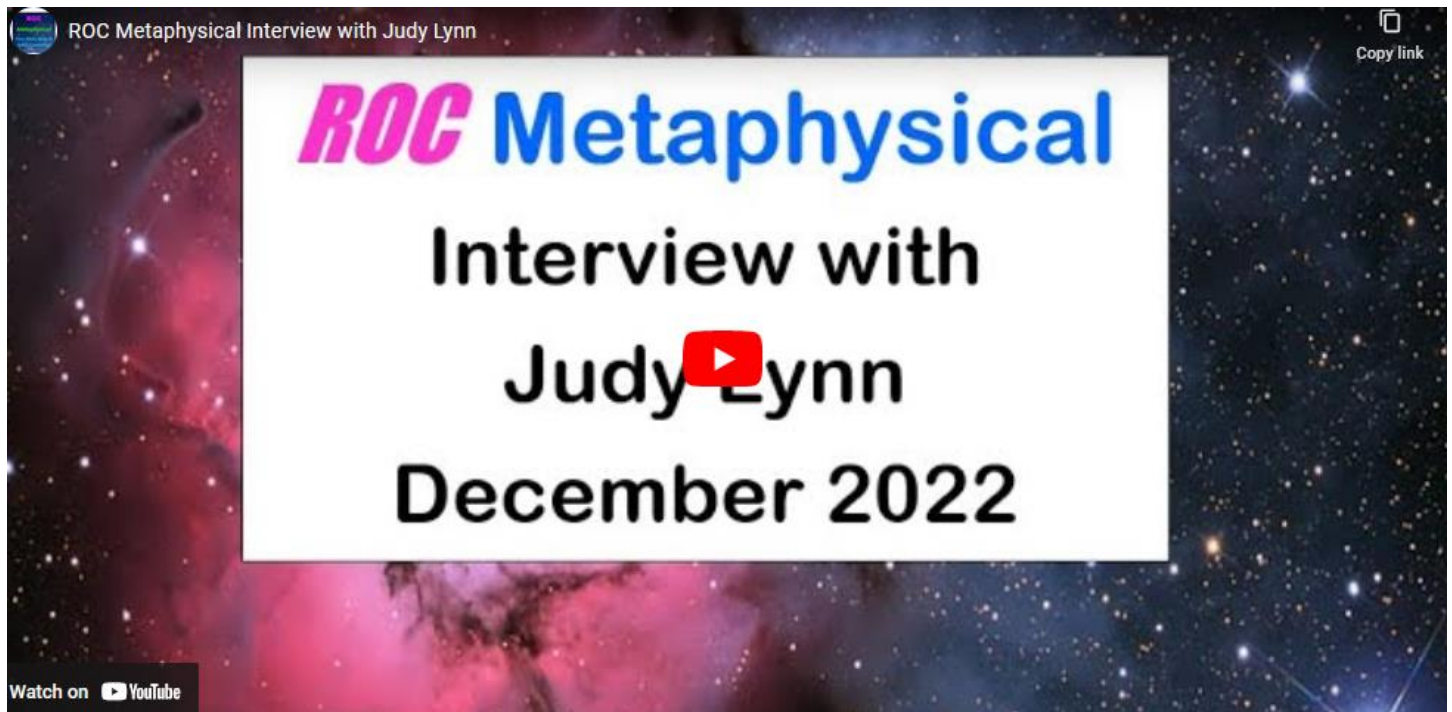 ROC Metaphysical Interview with Judy Lynn
Copy link
ROC Metaphysical
Interview with
Judy Lynn
December 2022
Watch on YouTube